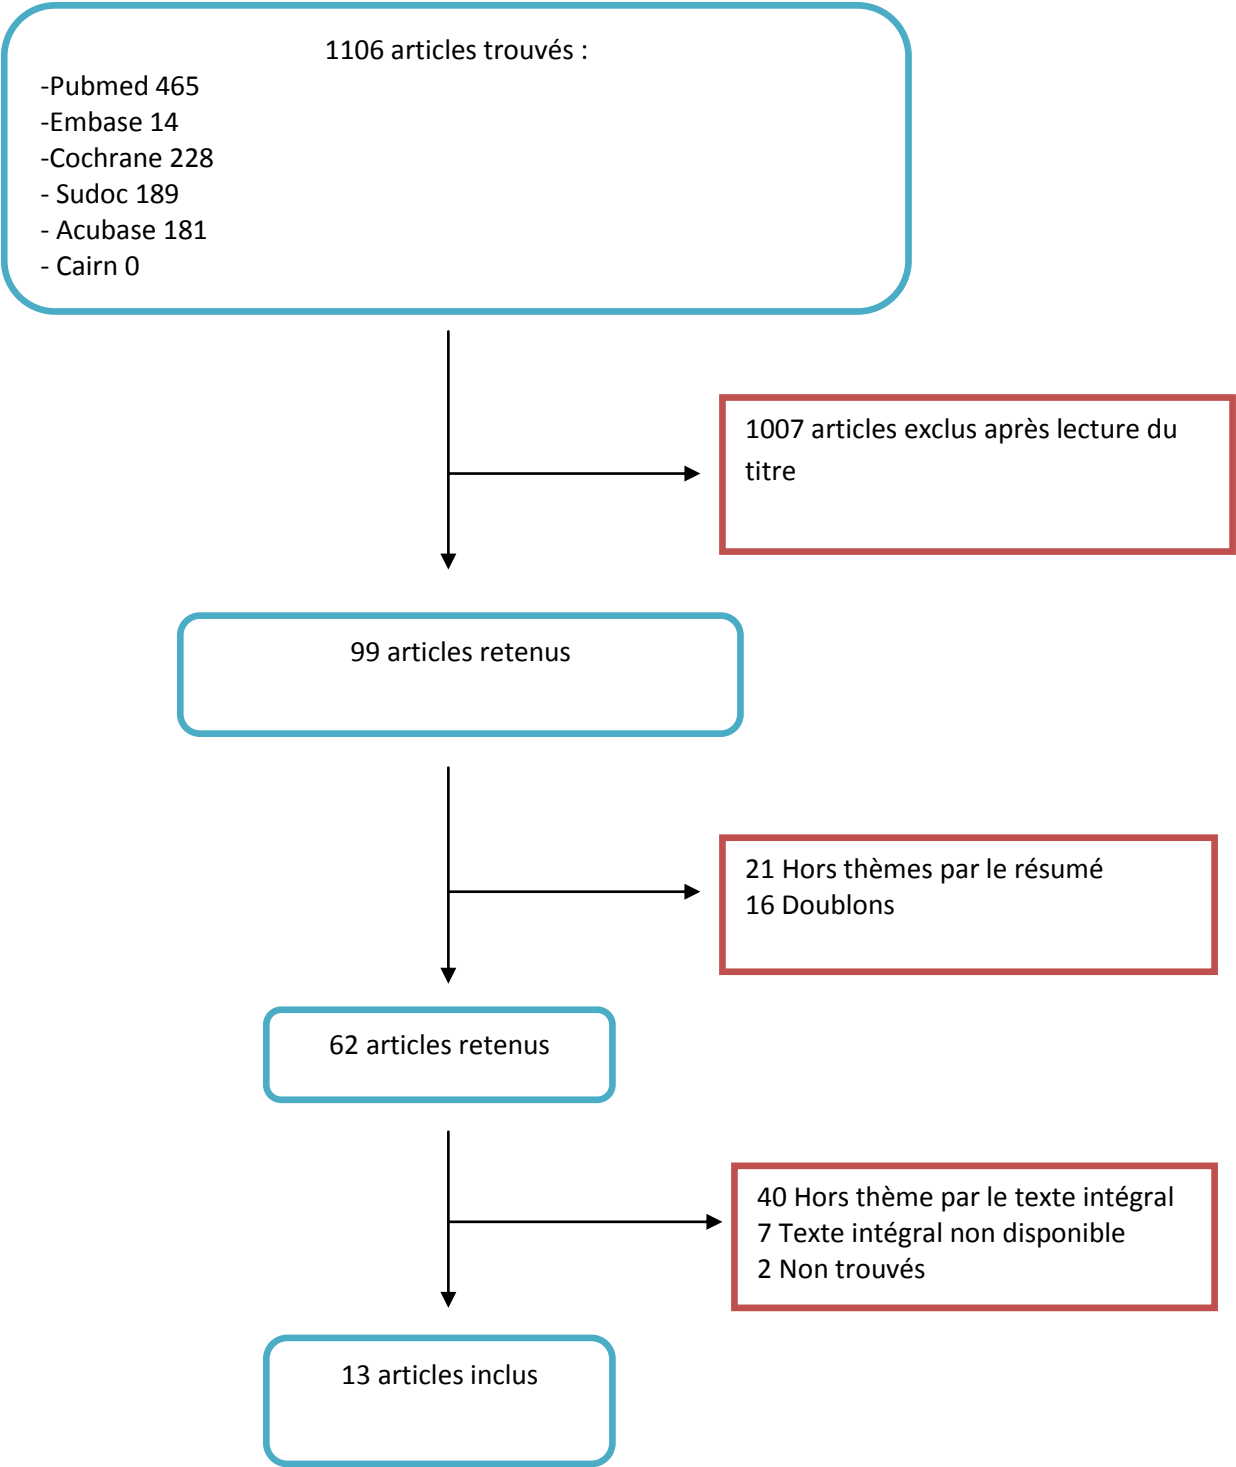 1106 articles trouvés :
-Pubmed 465
-Embase 14
-Cochrane 228
- Sudoc 189
- Acubase 181
- Cairn 0
1007 articles exclus après lecture du
titre
99 articles retenus
21 Hors thèmes par le résumé
16 Doublons
62 articles retenus
40 Hors thème par le texte intégral
7 Texte intégral non disponible
2 Non trouvés
13 articles inclus